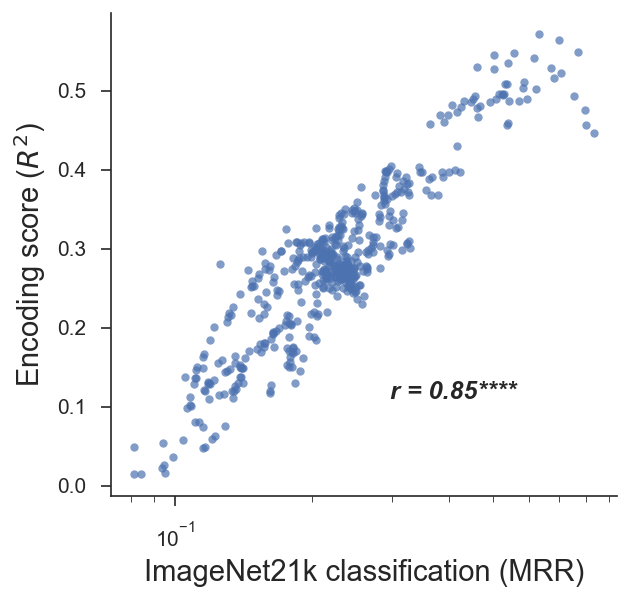 Encoding score (R²)
0.5
0.4
0.3
0.2
0.1
0.0
r = 0.85****
10⁻¹
ImageNet21k classification (MRR)